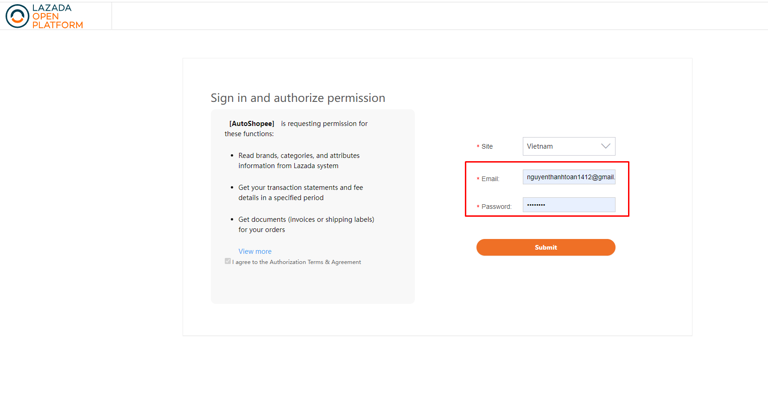 LAZADA
OPEN
PLATFORM
Sign in and authorize permission
[AutoShopee] is requesting permission for
these functions:
Read brands, categories, and attributes
information from Lazada system
Get your transaction statements and fee
details in a specified period
Get documents (invoices or shipping labels)
for your orders
View more
I agree to the Authorization Terms & Agreement
* Site
Vietnam
* Email:
nguyenthanhtoan1412@gmail.
* Password:
••••••••
Submit